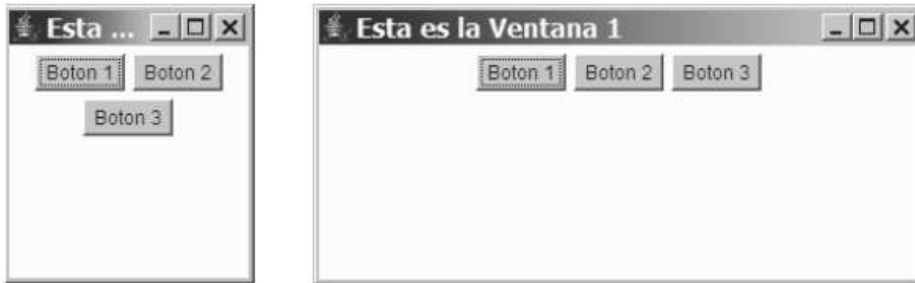 Esta ...
Boton 1 Boton 2
Boton 3
Esta es la Ventana 1
Boton 1 Boton 2 Boton 3